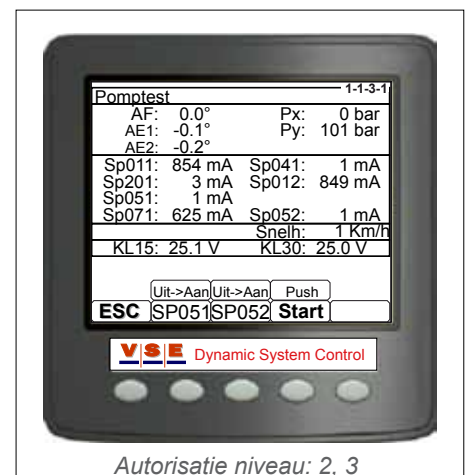 1-1-3-1
Pomptest
AF: 0.0° Px: 0 bar
AE1: -0.1° Py: 101 bar
AE2: -0.2°
Sp011: 854 mA Sp041: 1 mA
Sp201: 3 mA Sp012: 849 mA
Sp051: 1 mA
Sp071: 625 mA Sp052: 1 mA
Snelh: 1 Km/h
KL15: 25.1 V KL30: 25.0 V
Uit->Aan Uit->Aan Push
ESC SP051 SP052 Start
VSE Dynamic System Control
Autorisatie niveau: 2, 3